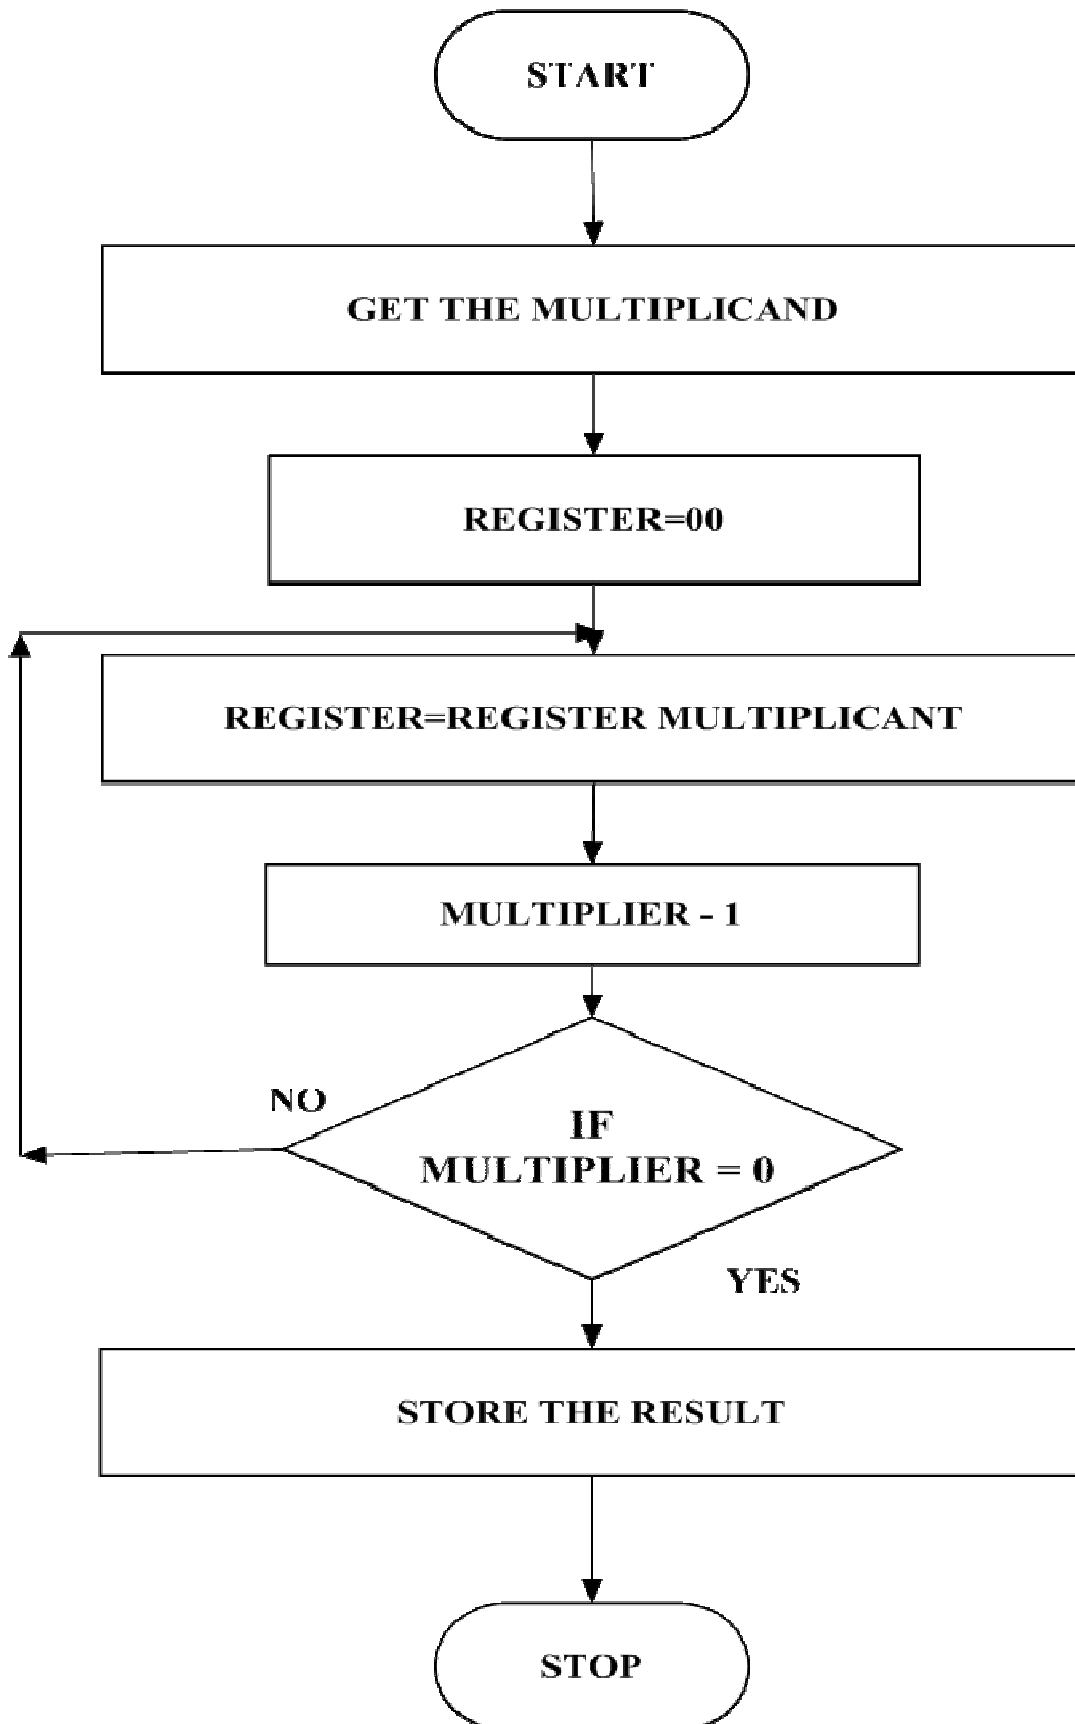 START
GET THE MULTIPLICAND
REGISTER=00
REGISTER=REGISTER MULTIPLICANT
MULTIPLIER - 1
NO
IF
MULTIPLIER = 0
YES
STORE THE RESULT
STOP